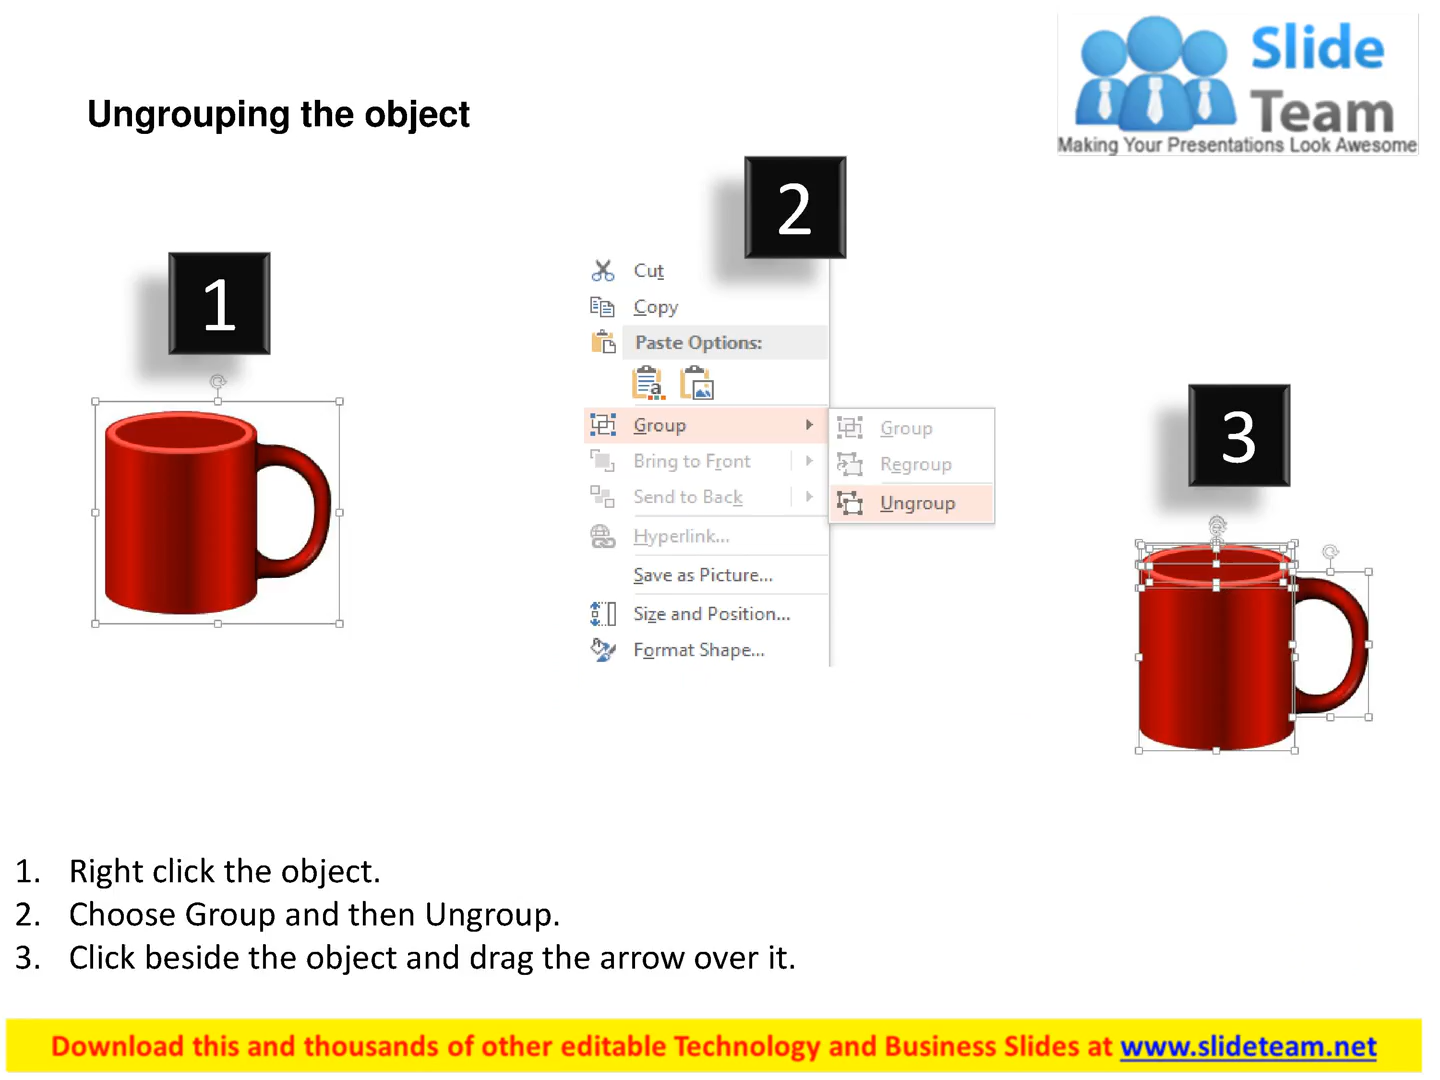 Slide
Team
Making Your Presentations Look Awesome
Ungrouping the object
1
2
Cut
Copy
Paste Options:
a
Group
Bring to Front
Send to Back
Hyperlink...
Save as Picture...
Size and Position...
Format Shape...
Group
Regroup
Ungroup
3
1. Right click the object.
2. Choose Group and then Ungroup.
3. Click beside the object and drag the arrow over it.
Download this and thousands of other editable Technology and Business Slides at www.slideteam.net